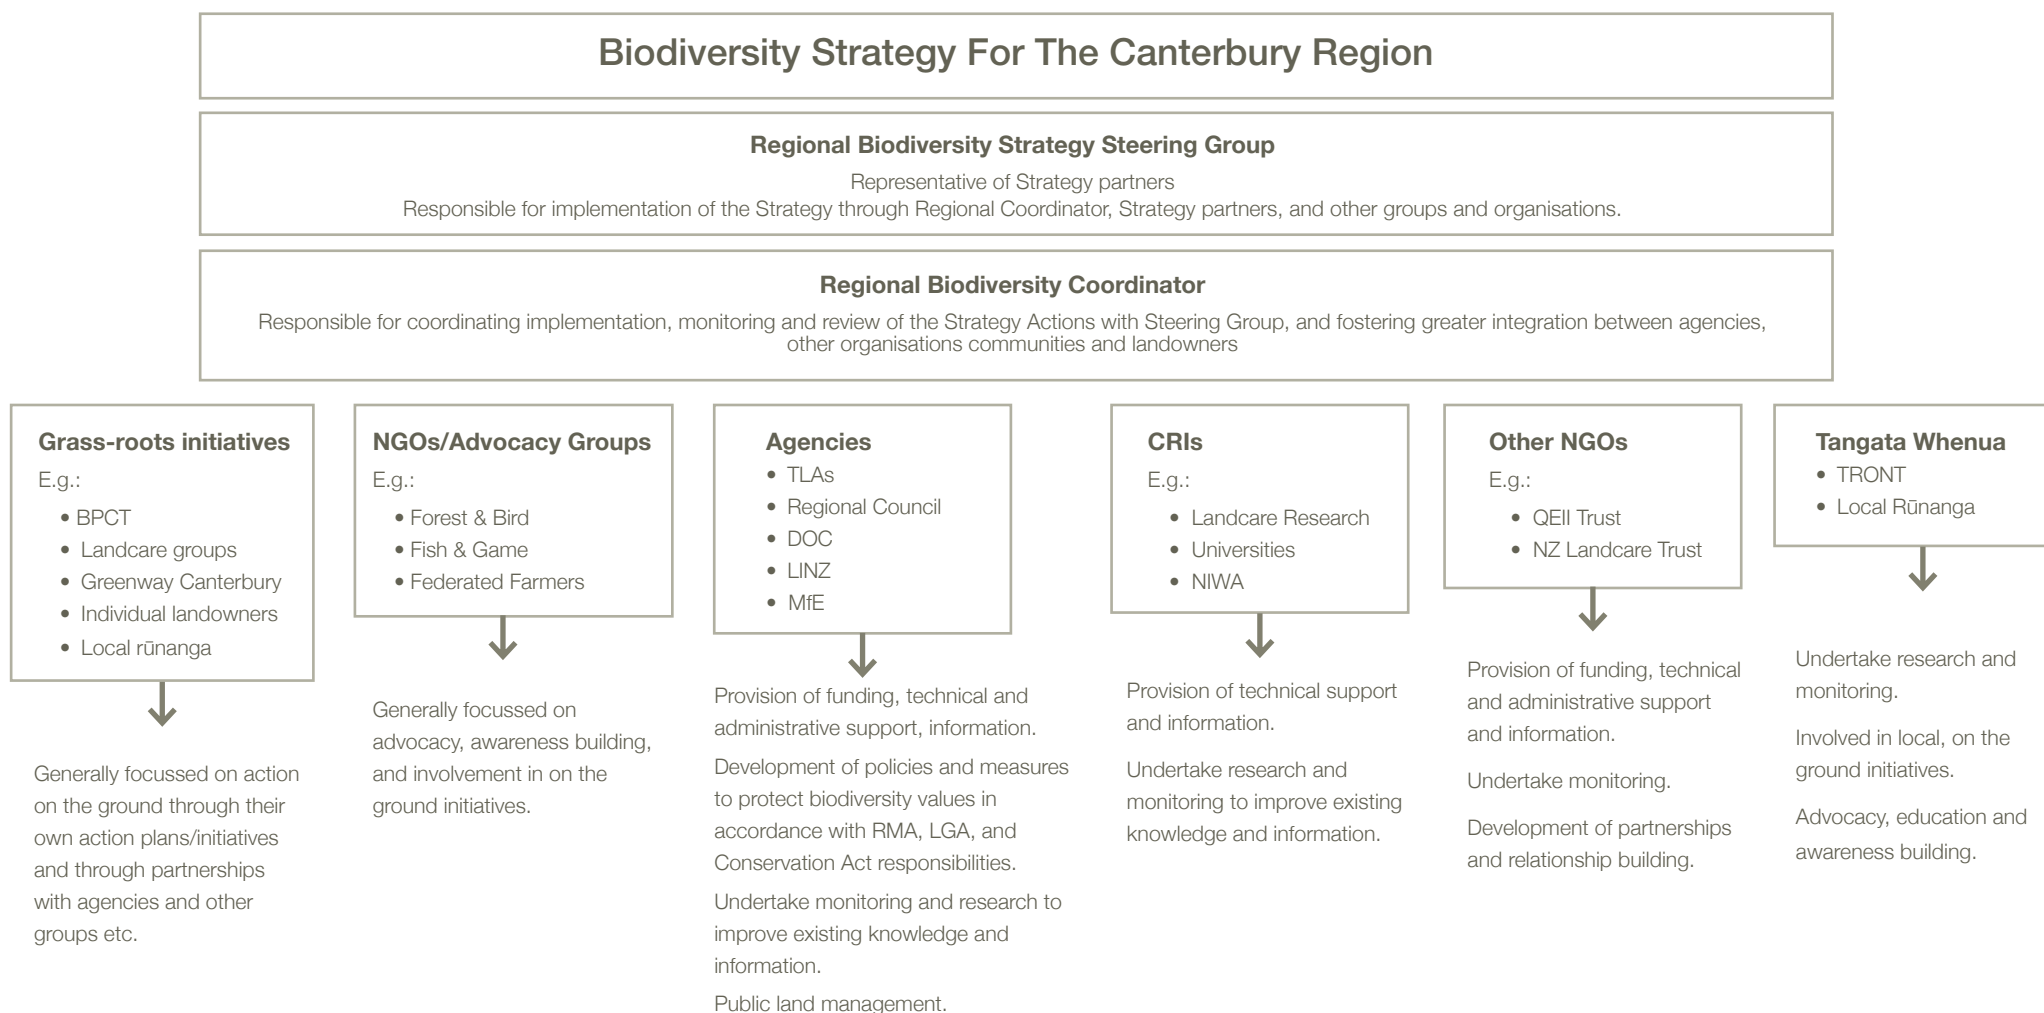 Biodiversity Strategy For The Canterbury Region
Regional Biodiversity Strategy Steering Group
Representative of Strategy partners
Responsible for implementation of the Strategy through Regional Coordinator, Strategy partners, and other groups and organisations.
Regional Biodiversity Coordinator
Responsible for coordinating implementation, monitoring and review of the Strategy Actions with Steering Group, and fostering greater integration between agencies,
other organisations communities and landowners
Grass-roots initiatives
E.g.:
• BPCT
• Landcare groups
• Greenway Canterbury
• Individual landowners
• Local rūnanga
Generally focussed on action
on the ground through their
own action plans/initiatives
and through partnerships
with agencies and other
groups etc.
NGOs/Advocacy Groups
E.g.:
• Forest & Bird
• Fish & Game
• Federated Farmers
Generally focussed on
advocacy, awareness building,
and involvement in on the
ground initiatives.
Agencies
• TLAs
• Regional Council
• DOC
• LINZ
• MfE
Provision of funding, technical and
administrative support, information.
Development of policies and measures
to protect biodiversity values in
accordance with RMA, LGA, and
Conservation Act responsibilities.
Undertake monitoring and research to
improve existing knowledge and
information.
Public land management.
CRIs
E.g.:
• Landcare Research
• Universities
• NIWA
Provision of technical support
and information.
Undertake research and
monitoring to improve existing
knowledge and information.
Other NGOs
E.g.:
• QEII Trust
• NZ Landcare Trust
Provision of funding, technical
and administrative support
and information.
Undertake monitoring.
Development of partnerships
and relationship building.
Tangata Whenua
• TRONT
• Local Rūnanga
Undertake research and
monitoring.
Involved in local, on the
ground initiatives.
Advocacy, education and
awareness building.